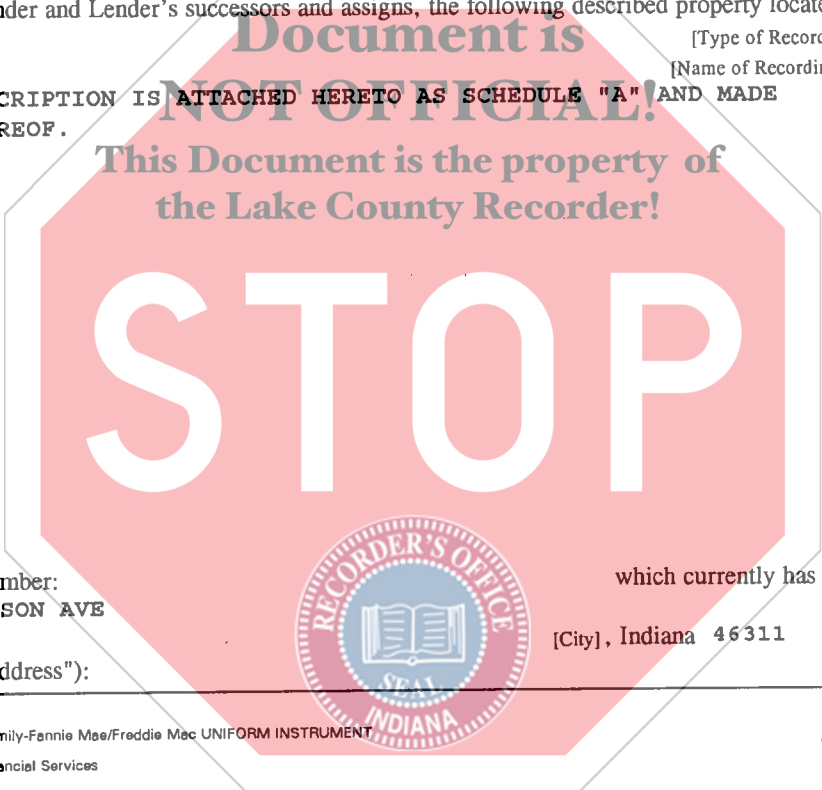 nder and Lender's successors and assigns, the following described property locate
Document is
[Type of Record
[Name of Recordin
NOT OFFICIAL!
CRIPTION IS ATTACHED HERETO AS SCHEDULE "A" AND MADE
REOF.
This Document is the property of
the Lake County Recorder!
STOP
RECORDER'S OFFICE
SEAL
INDIANA
mber:
which currently has
SON AVE
[City], Indiana 46311
ddress"):
mily-Fannie Mae/Freddie Mac UNIFORM INSTRUMENT
ancial Services